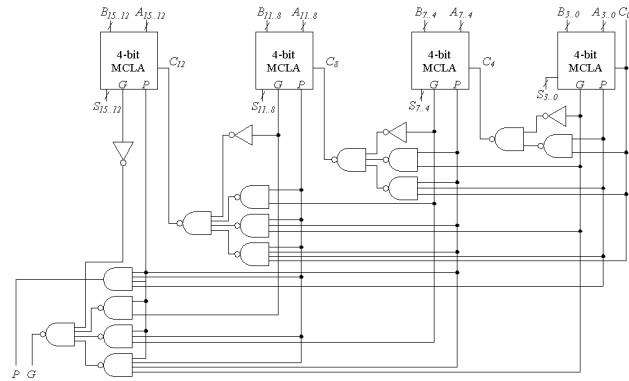 B15..12 A15..12 B11..8 A11..8 B7..4 A7..4 B3..0 A3..0 C0
4-bit MCLA
G P
4-bit MCLA
G P
4-bit MCLA
G P
4-bit MCLA
G P
C12 C8 C4
S15..12 S11..8 S7..4 S3..0
P G